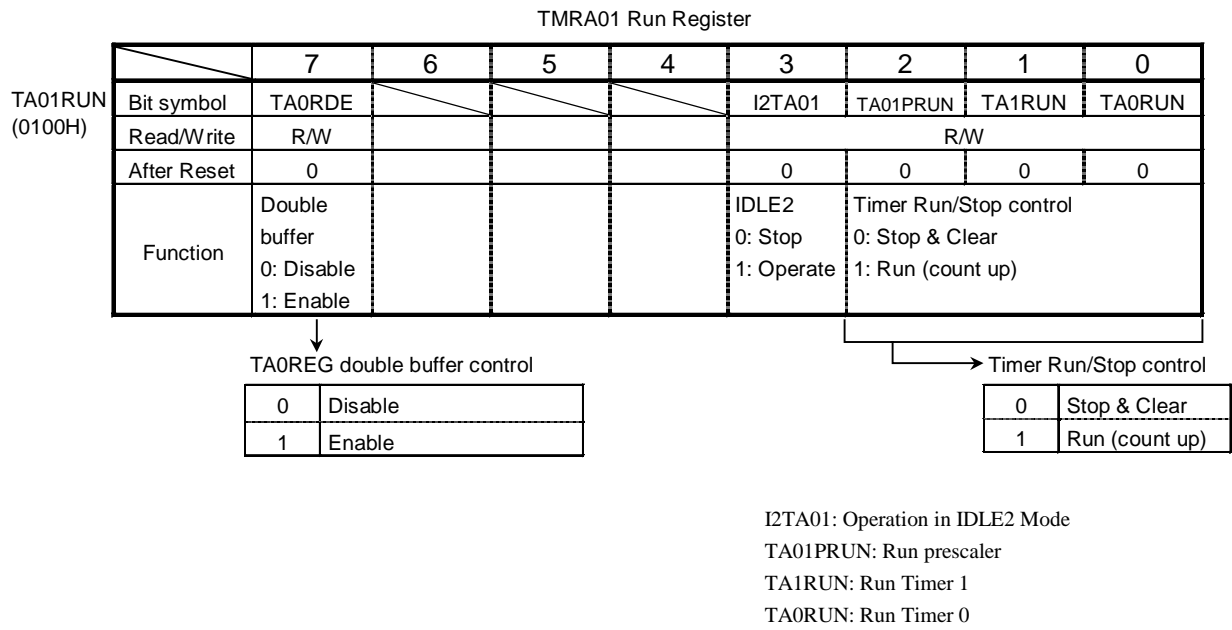 TMRA01 Run Register
7 6 5 4 3 2 1 0
TA01RUN
(0100H)
Bit symbol TA0RDE I2TA01 TA01PRUN TA1RUN TA0RUN
Read/Write R/W R/W
After Reset 0 0 0 0 0
Function
Double
buffer
0: Disable
1: Enable
IDLE2
0: Stop
1: Operate
Timer Run/Stop control
0: Stop & Clear
1: Run (count up)
TA0REG double buffer control
0 Disable
1 Enable
Timer Run/Stop control
0 Stop & Clear
1 Run (count up)
I2TA01: Operation in IDLE2 Mode
TA01PRUN: Run prescaler
TA1RUN: Run Timer 1
TA0RUN: Run Timer 0